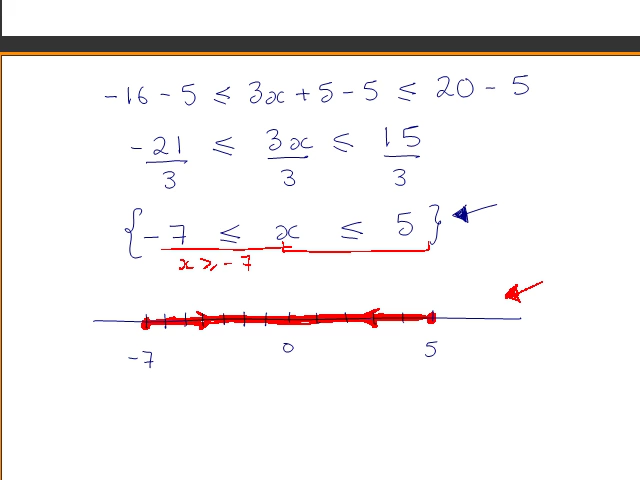 -16 - 5 ≤ 3x + 5 - 5 ≤ 20 - 5
-21/3 ≤ 3x/3 ≤ 15/3
{-7 ≤ x ≤ 5}
x ≥ -7
-7 0 5